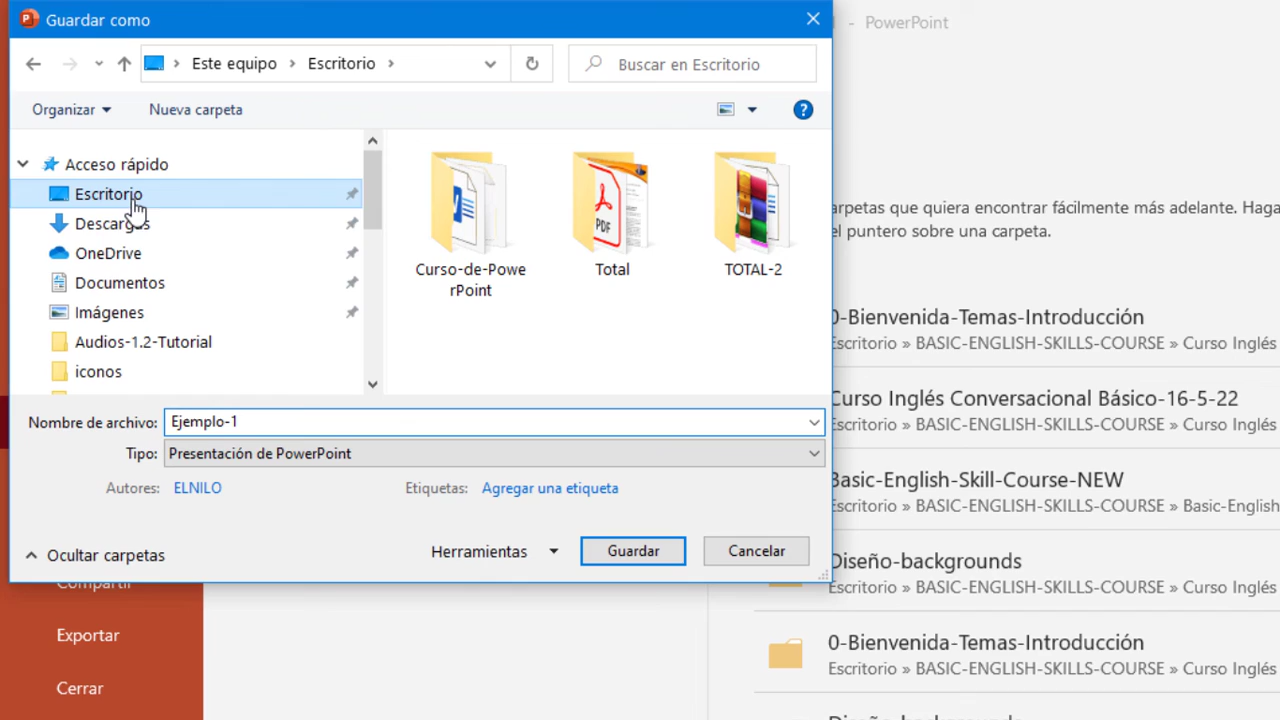 Guardar como
- PowerPoint
Este equipo > Escritorio >
Buscar en Escritorio
Organizar
Nueva carpeta
?
Acceso rápido
Escritorio
Descargas
OneDrive
Documentos
Imágenes
Audios-1.2-Tutorial
iconos
Curso-de-Powe
rPoint
PDF
Total
TOTAL-2
arpetas que quiera encontrar fácilmente más adelante. Haga
el puntero sobre una carpeta.
0-Bienvenida-Temas-Introducción
Escritorio » BASIC-ENGLISH-SKILLS-COURSE » Curso Inglés
Curso Inglés Conversacional Básico-16-5-22
Escritorio » BASIC-ENGLISH-SKILLS-COURSE » Curso Inglés
Basic-English-Skill-Course-NEW
Escritorio » BASIC-ENGLISH-SKILLS-COURSE » Basic-English
Diseño-backgrounds
Escritorio » BASIC-ENGLISH-SKILLS-COURSE » Curso Inglés
0-Bienvenida-Temas-Introducción
Escritorio » BASIC-ENGLISH-SKILLS-COURSE » Curso Inglés
Diseño-backgrounds
Nombre de archivo: Ejemplo-1
Tipo: Presentación de PowerPoint
Autores: ELNILO
Etiquetas: Agregar una etiqueta
Ocultar carpetas
Herramientas
Guardar
Cancelar
Compartir
Exportar
Cerrar